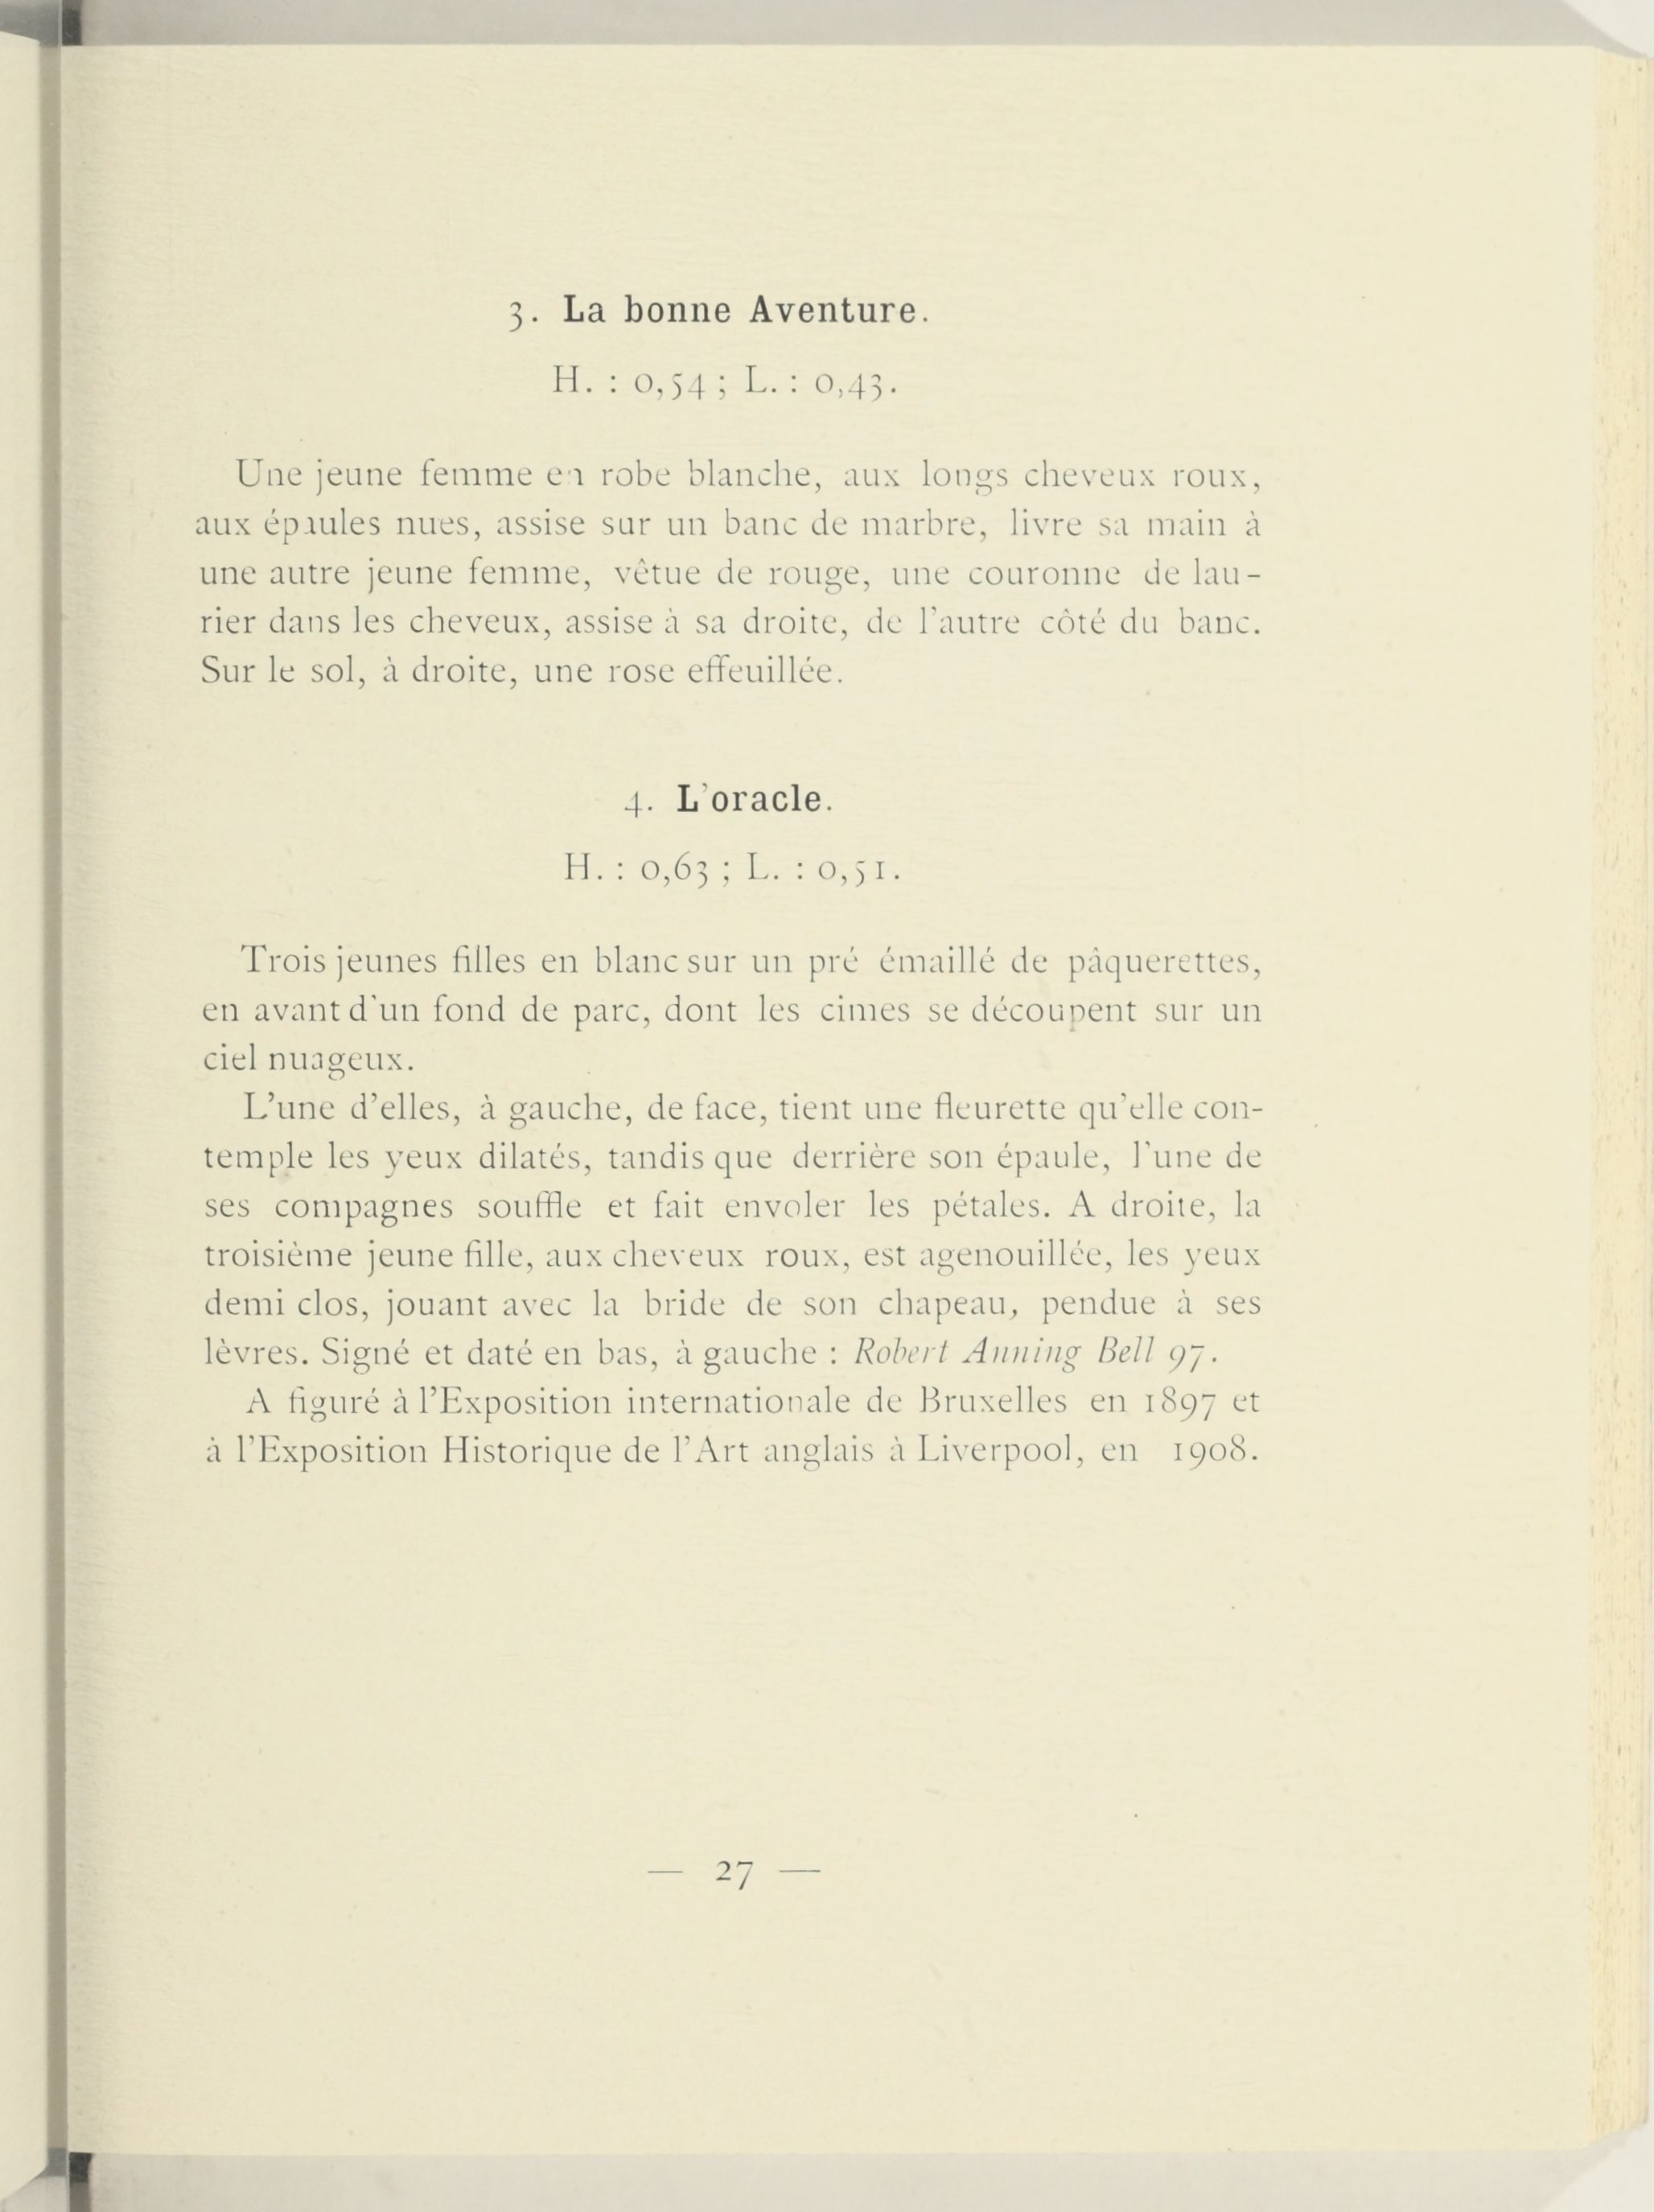 3. La bonne Aventure.
H. : 0,54 ; L. : 0,43.
Une jeune femme en robe blanche, aux longs cheveux roux,
aux épaules nues, assise sur un banc de marbre, livre sa main à
une autre jeune femme, vêtue de rouge, une couronne de lau-
rier dans les cheveux, assise à sa droite, de l'autre côté du banc.
Sur le sol, à droite, une rose effeuillée.
4. L'oracle.
H. : 0,63 ; L. : 0,51.
Trois jeunes filles en blanc sur un pré émaillé de pâquerettes,
en avant d'un fond de parc, dont les cimes se découpent sur un
ciel nuageux.
L'une d'elles, à gauche, de face, tient une fleurette qu'elle con-
temple les yeux dilatés, tandis que derrière son épaule, l'une de
ses compagnes souffle et fait envoler les pétales. A droite, la
troisième jeune fille, aux cheveux roux, est agenouillée, les yeux
demi clos, jouant avec la bride de son chapeau, pendue à ses
lèvres. Signé et daté en bas, à gauche : Robert Anning Bell 97.
A figuré à l'Exposition internationale de Bruxelles en 1897 et
à l'Exposition Historique de l'Art anglais à Liverpool, en 1908.
— 27 —